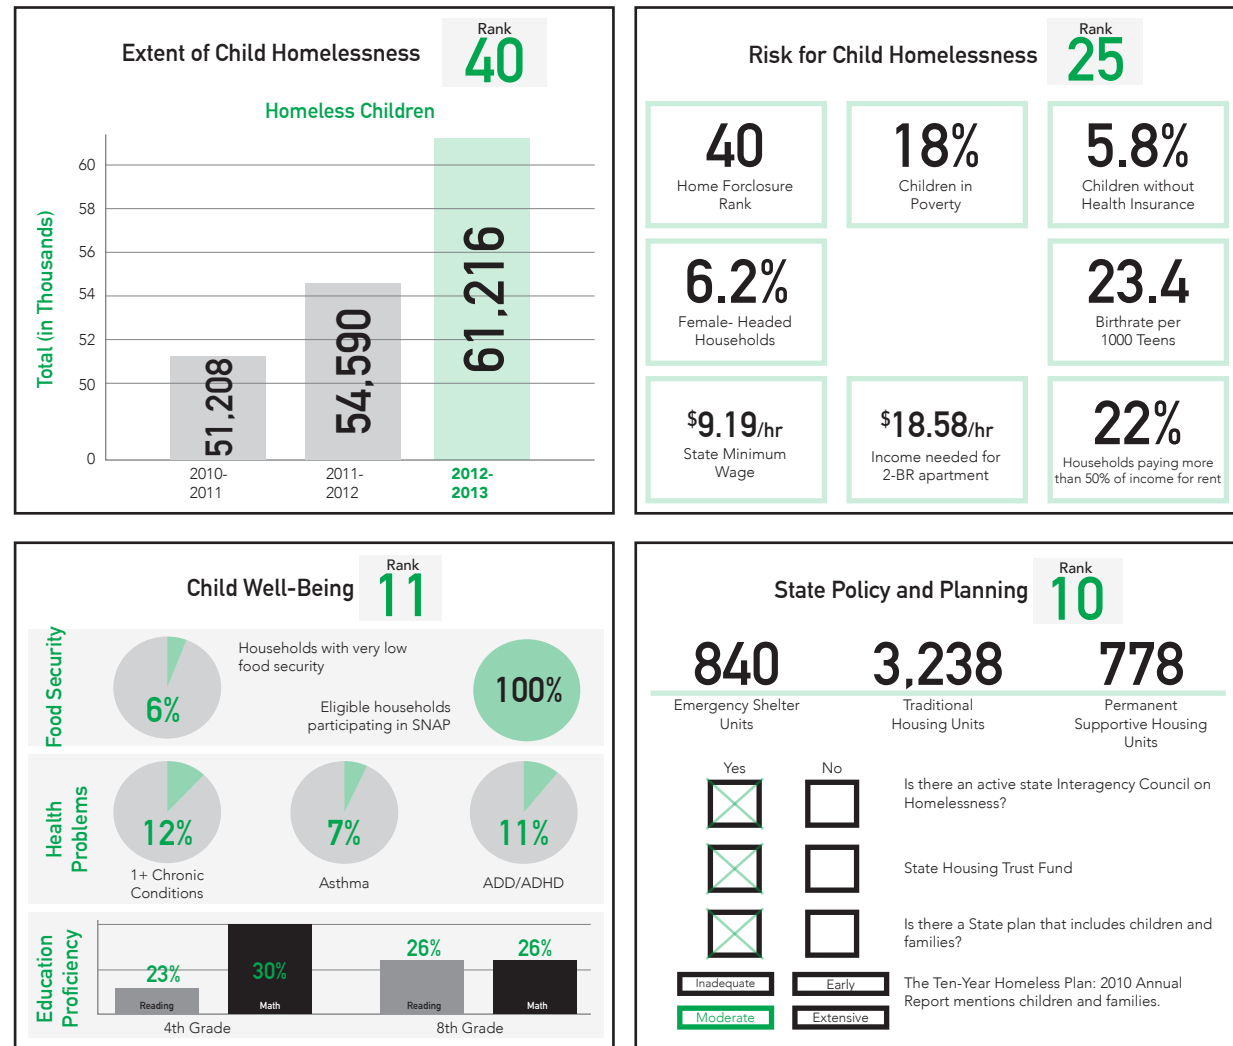 Extent of Child Homelessness
Rank
40
Homeless Children
Total (in Thousands)
60
58
56
54
52
50
0
51,208
54,590
61,216
2010-
2011
2011-
2012
2012-
2013
Risk for Child Homelessness
Rank
25
40
Home Forclosure
Rank
18%
Children in
Poverty
5.8%
Children without
Health Insurance
6.2%
Female- Headed
Households
23.4
Birthrate per
1000 Teens
$9.19/hr
State Minimum
Wage
$18.58/hr
Income needed for
2-BR apartment
22%
Households paying more
than 50% of income for rent
Child Well-Being
Rank
11
Food Security
6%
Households with very low
food security
Eligible households
participating in SNAP
100%
Health
Problems
12%
1+ Chronic
Conditions
7%
Asthma
11%
ADD/ADHD
Education
Proficiency
23%
Reading
30%
Math
4th Grade
26%
Reading
26%
Math
8th Grade
State Policy and Planning
Rank
10
840
Emergency Shelter
Units
3,238
Traditional
Housing Units
778
Permanent
Supportive Housing
Units
Yes
No
Is there an active state Interagency Council on
Homelessness?
State Housing Trust Fund
Is there a State plan that includes children and
families?
Inadequate
Early
Moderate
Extensive
The Ten-Year Homeless Plan: 2010 Annual
Report mentions children and families.